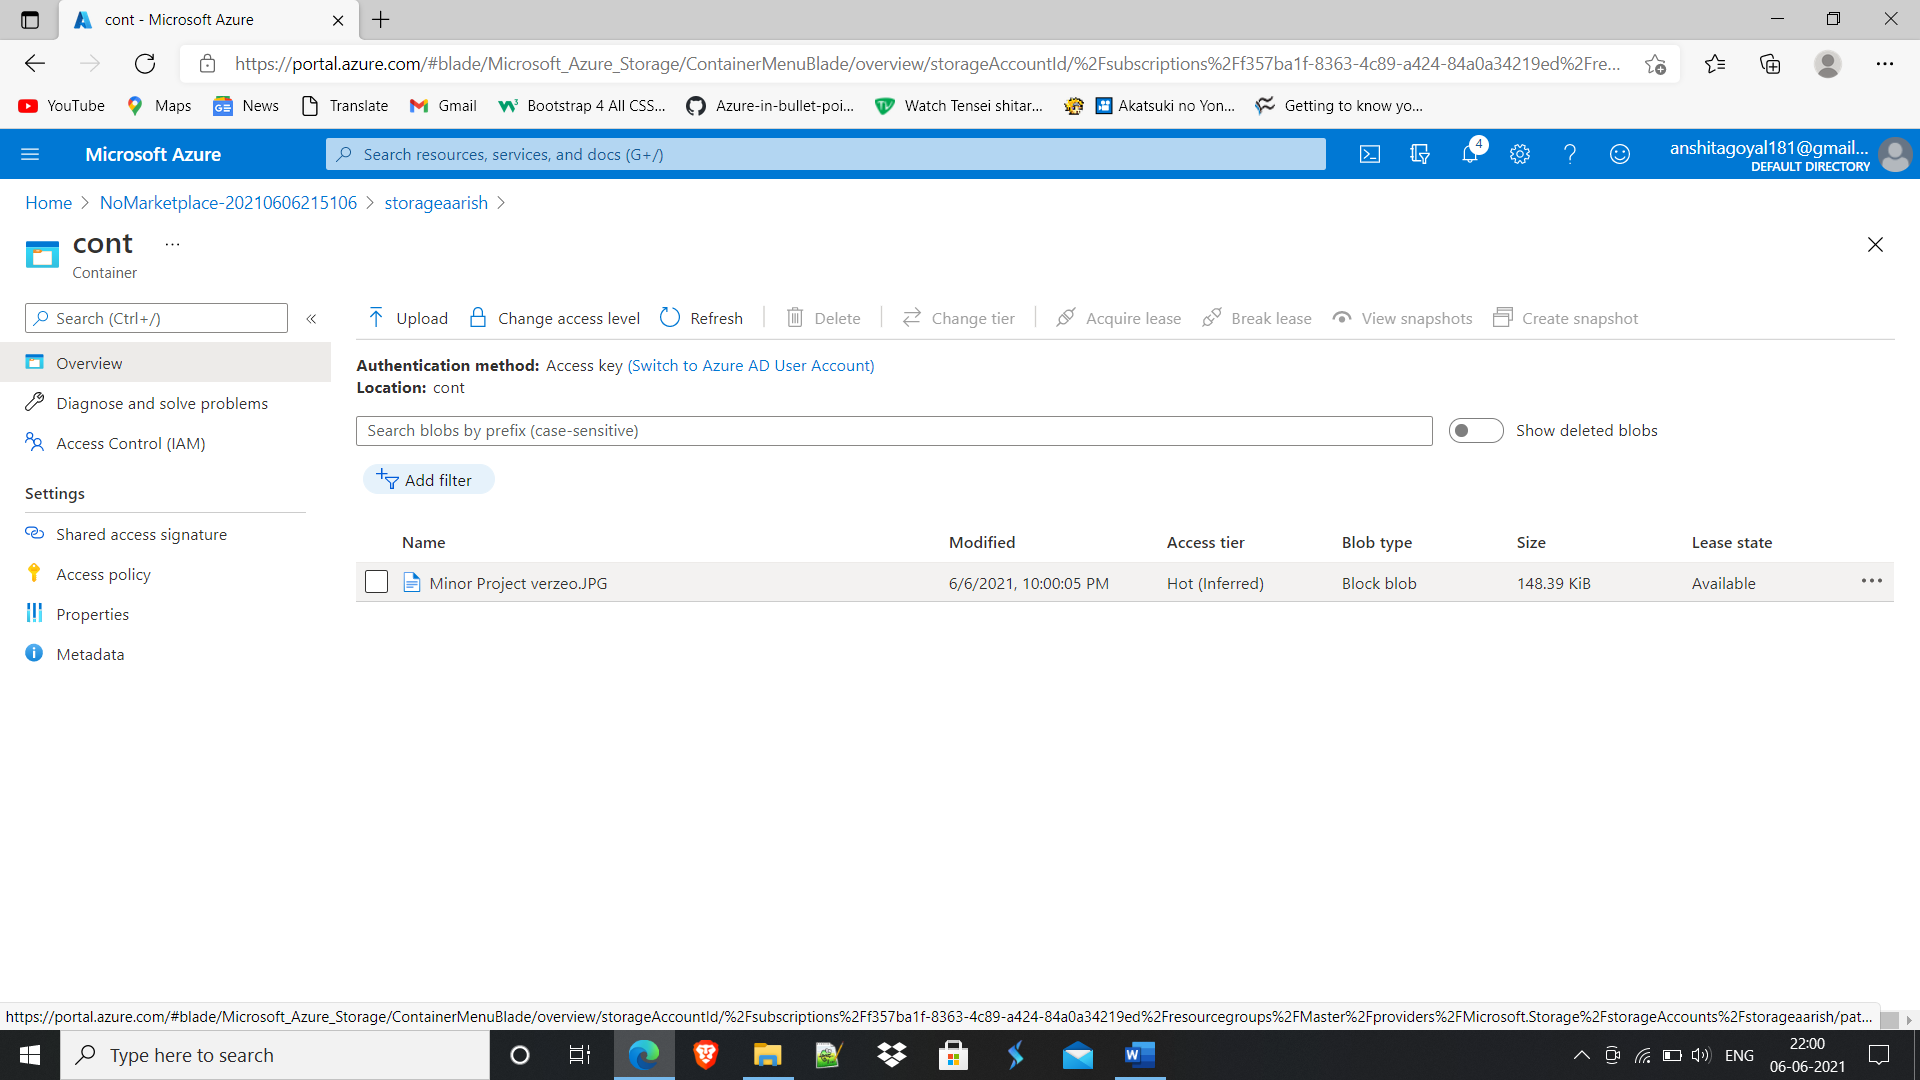 cont - Microsoft Azure
https://portal.azure.com/#blade/Microsoft_Azure_Storage/ContainerMenuBlade/overview/storageAccountId/%2Fsubscriptions%2Ff357ba1f-8363-4c89-a424-84a0a34219ed%2Fre...
YouTube Maps News Translate Gmail Bootstrap 4 All CSS... Azure-in-bullet-poi... Watch Tensei shitar... Akatsuki no Yon... Getting to know yo...
Microsoft Azure Search resources, services, and docs (G+/) 4 anshitagoyal181@gmail...
DEFAULT DIRECTORY
Home > NoMarketplace-20210606215106 > storageaarish >
cont ...
Container
Search (Ctrl+/) « Upload Change access level Refresh Delete Change tier Acquire lease Break lease View snapshots Create snapshot
Overview
Diagnose and solve problems
Access Control (IAM)
Settings
Shared access signature
Access policy
Properties
Metadata
Authentication method: Access key (Switch to Azure AD User Account)
Location: cont
Search blobs by prefix (case-sensitive) Show deleted blobs
Add filter
Name Modified Access tier Blob type Size Lease state
Minor Project verzeo.JPG 6/6/2021, 10:00:05 PM Hot (Inferred) Block blob 148.39 KiB Available ...
https://portal.azure.com/#blade/Microsoft_Azure_Storage/ContainerMenuBlade/overview/storageAccountId/%2Fsubscriptions%2Ff357ba1f-8363-4c89-a424-84a0a34219ed%2Fresourcegroups%2FMaster%2Fproviders%2FMicrosoft.Storage%2FstorageAccounts%2Fstorageaarish/pat...
Type here to search ENG 22:00
06-06-2021